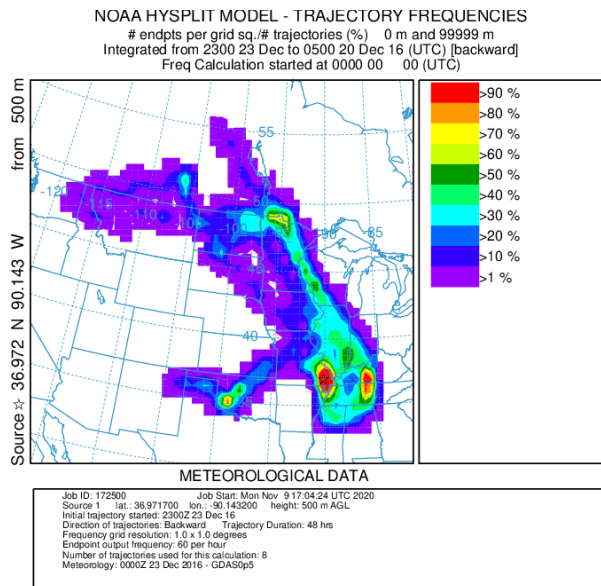 NOAA HYSPLIT MODEL - TRAJECTORY FREQUENCIES
# endpts per grid sq./# trajectories (%) 0 m and 99999 m
Integrated from 2300 23 Dec to 0500 20 Dec 16 (UTC) [backward]
Freq Calculation started at 0000 00 00 (UTC)
Source ☆ 36.972 N 90.143 W from 500 m
-120
-115
-110
-100
55
50
90
85
45
40
35
>90 %
>80 %
>70 %
>60 %
>50 %
>40 %
>30 %
>20 %
>10 %
>1 %
METEOROLOGICAL DATA
Job ID: 172500 Job Start: Mon Nov 9 17:04:24 UTC 2020
Source 1 lat.: 36.971700 lon.: -90.143200 height: 500 m AGL
Initial trajectory started: 2300Z 23 Dec 16
Direction of trajectories: Backward Trajectory Duration: 48 hrs
Frequency grid resolution: 1.0 x 1.0 degrees
Endpoint output frequency: 60 per hour
Number of trajectories used for this calculation: 8
Meteorology: 0000Z 23 Dec 2016 - GDAS0p5